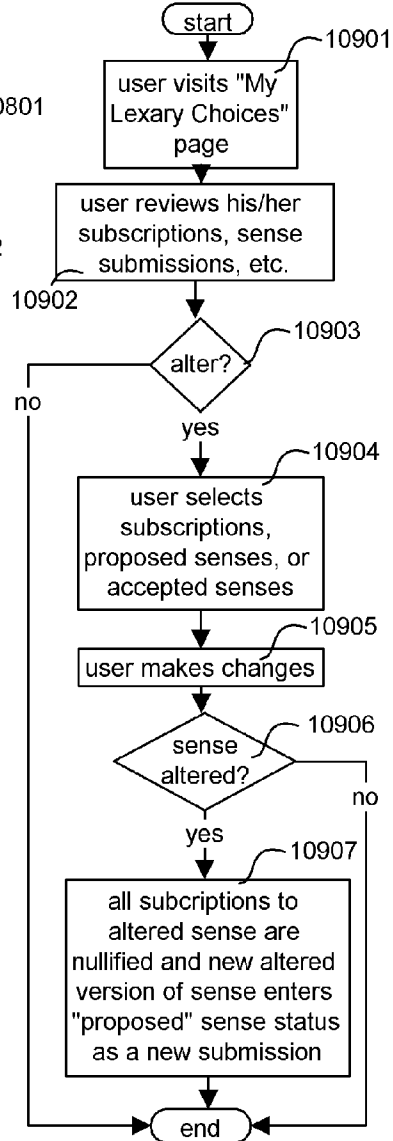 start
10901
user visits "My
Lexary Choices"
page
0801
user reviews his/her
subscriptions, sense
submissions, etc.
2
10902
10903
alter?
no
yes
10904
user selects
subscriptions,
proposed senses, or
accepted senses
10905
user makes changes
10906
sense
altered?
no
yes
10907
all subcriptions to
altered sense are
nullified and new altered
version of sense enters
"proposed" sense status
as a new submission
end